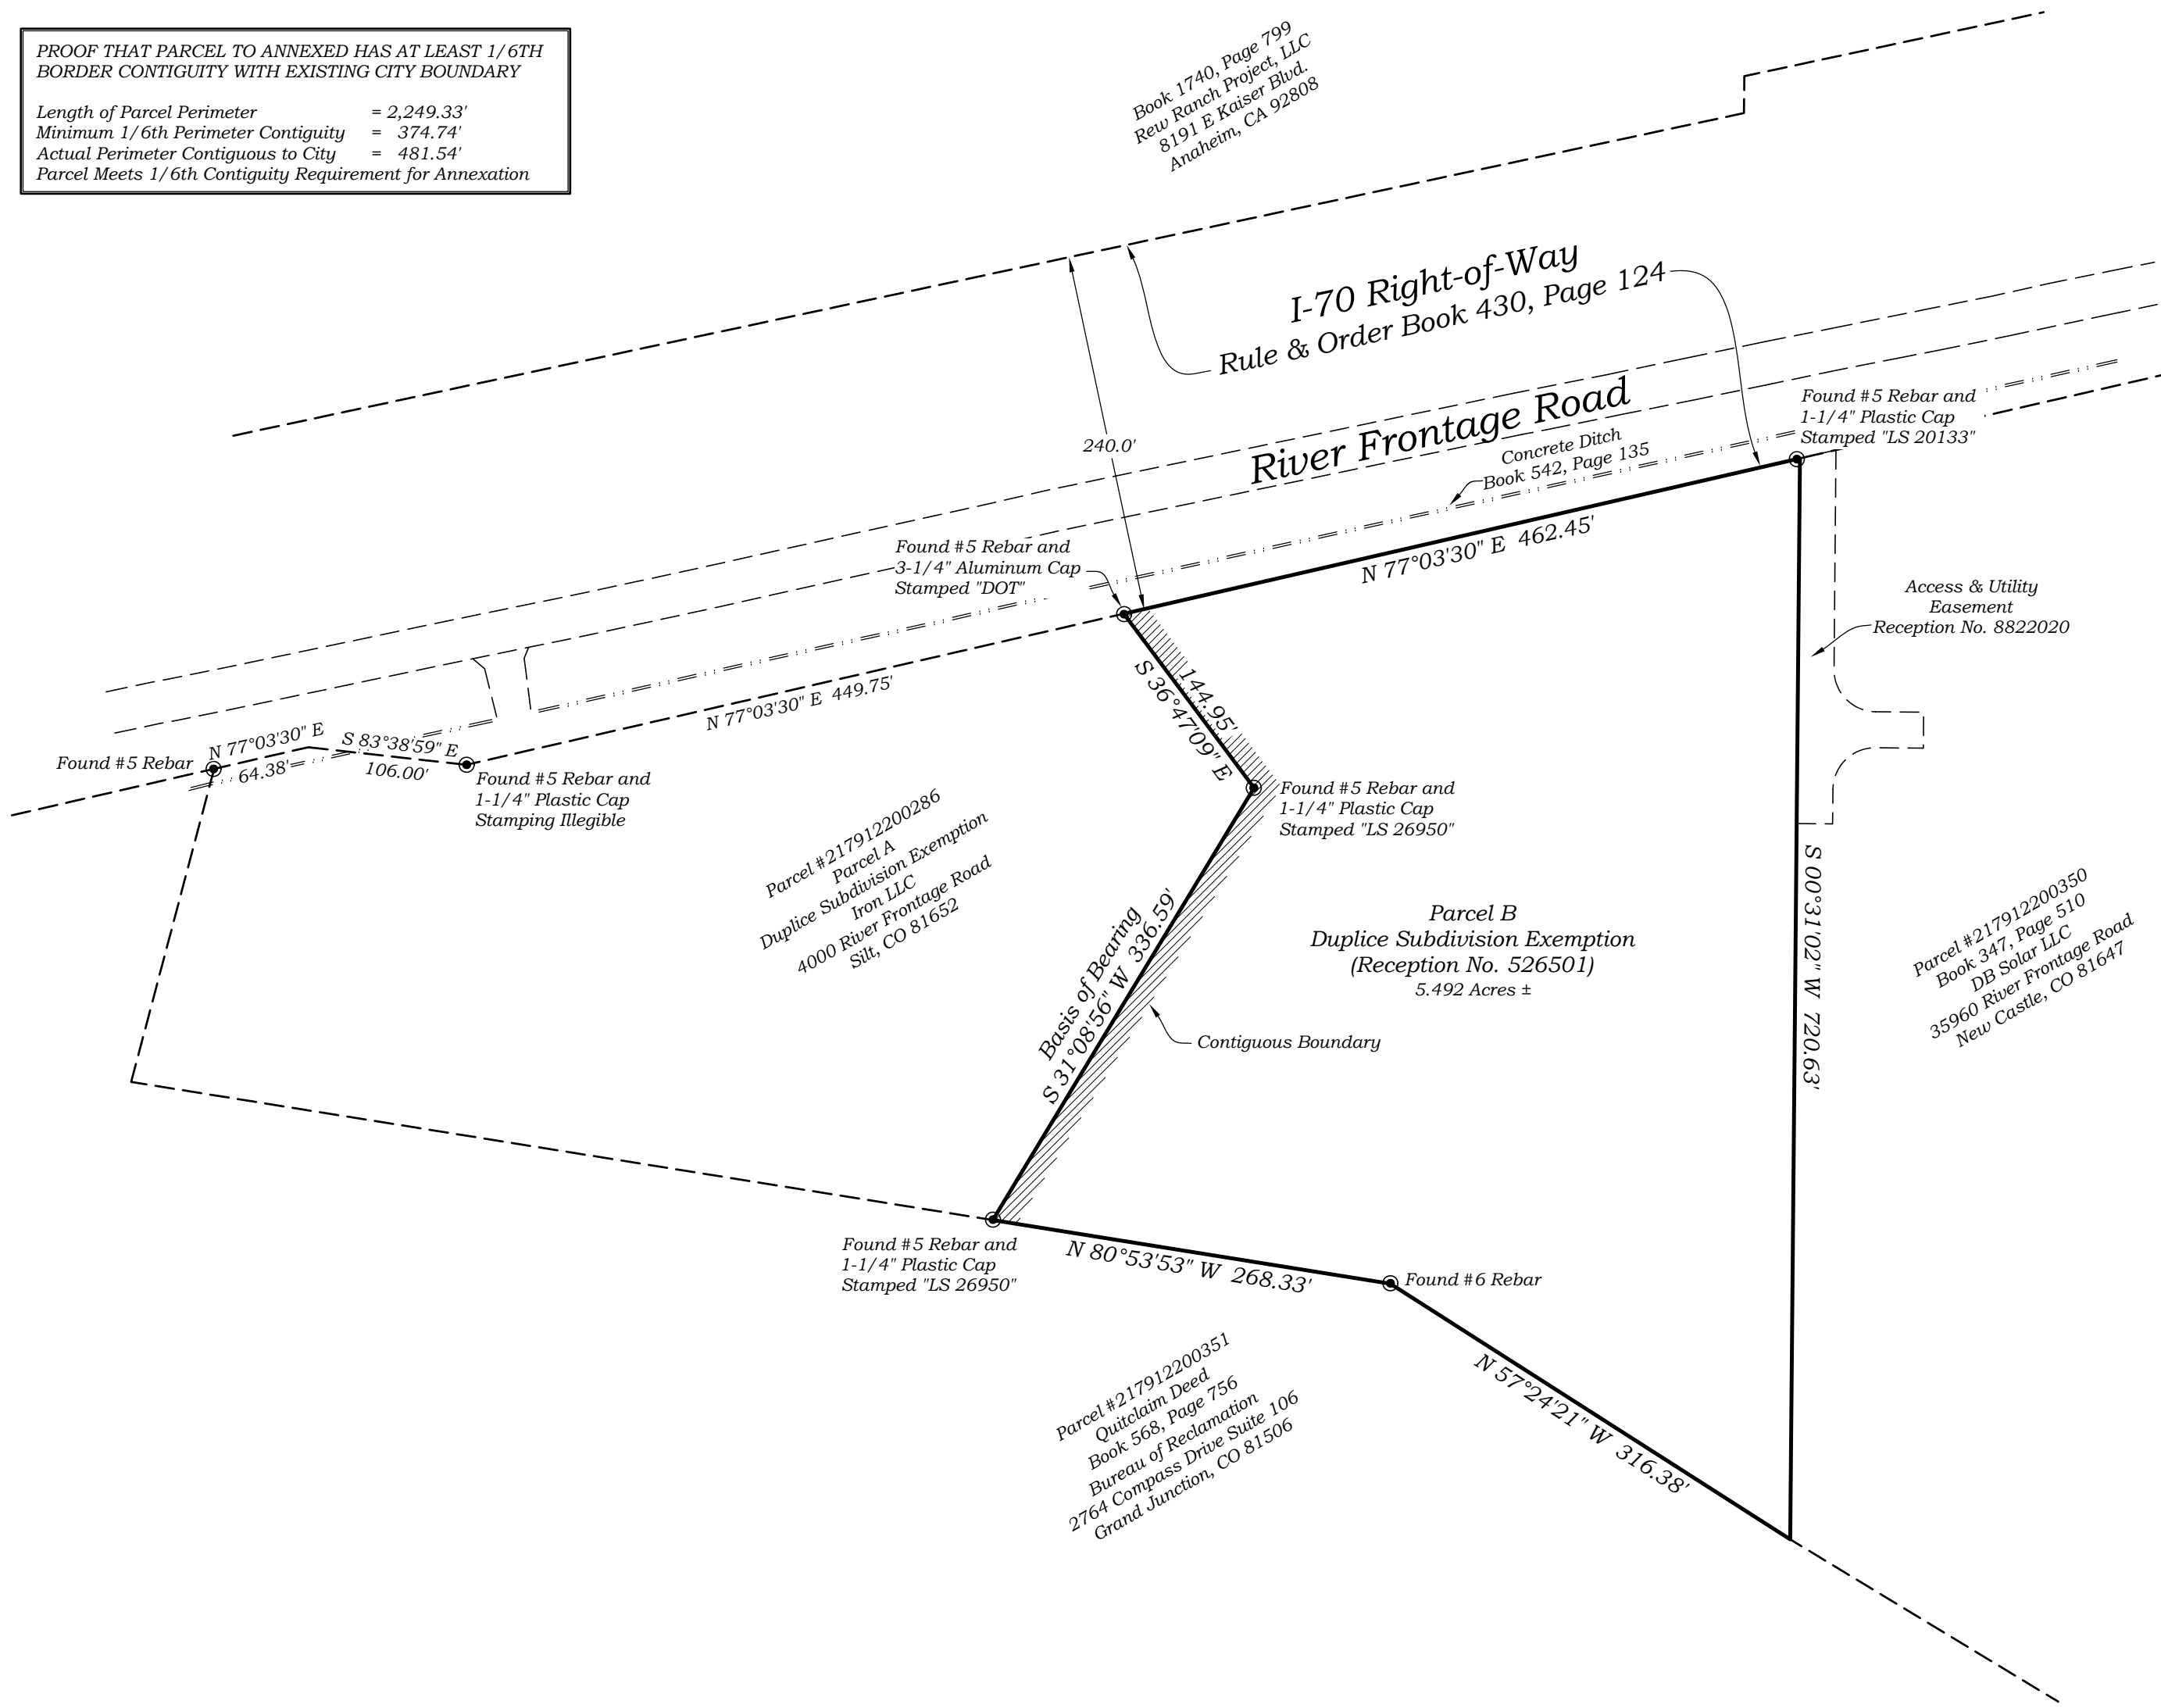 PROOF THAT PARCEL TO ANNEXED HAS AT LEAST 1/6TH
BORDER CONTIGUITY WITH EXISTING CITY BOUNDARY
Length of Parcel Perimeter = 2,249.33'
Minimum 1/6th Perimeter Contiguity = 374.74'
Actual Perimeter Contiguous to City = 481.54'
Parcel Meets 1/6th Contiguity Requirement for Annexation
Book 1740, Page 799
Rew Ranch Project, LLC
8191 E Kaiser Blvd.
Anaheim, CA 92808
I-70 Right-of-Way
Rule & Order Book 430, Page 124
River Frontage Road
240.0'
Concrete Ditch
Book 542, Page 135
Found #5 Rebar and
1-1/4" Plastic Cap
Stamped "LS 20133"
N 77°03'30" E 462.45'
Found #5 Rebar and
3-1/4" Aluminum Cap
Stamped "DOT"
Access & Utility
Easement
Reception No. 8822020
N 77°03'30" E 449.75'
S 36°47'09" E
144.95'
Found #5 Rebar
N 77°03'30" E
64.38'
S 83°38'59" E
106.00'
Found #5 Rebar and
1-1/4" Plastic Cap
Stamping Illegible
Found #5 Rebar and
1-1/4" Plastic Cap
Stamped "LS 26950"
Parcel #217912200286
Parcel A
Duplice Subdivision Exemption
Iron LLC
4000 River Frontage Road
Silt, CO 81652
Basis of Bearing
S 31°08'56" W 336.59'
Parcel B
Duplice Subdivision Exemption
(Reception No. 526501)
5.492 Acres ±
Contiguous Boundary
S 00°31'02" W 720.63'
Parcel #217912200350
Book 347, Page 510
DB Solar LLC
35960 River Frontage Road
New Castle, CO 81647
Found #5 Rebar and
1-1/4" Plastic Cap
Stamped "LS 26950"
N 80°53'53" W 268.33'
Found #6 Rebar
N 57°24'21" W 316.38'
Parcel #217912200351
Quitclaim Deed
Book 568, Page 756
Bureau of Reclamation
2764 Compass Drive Suite 106
Grand Junction, CO 81506